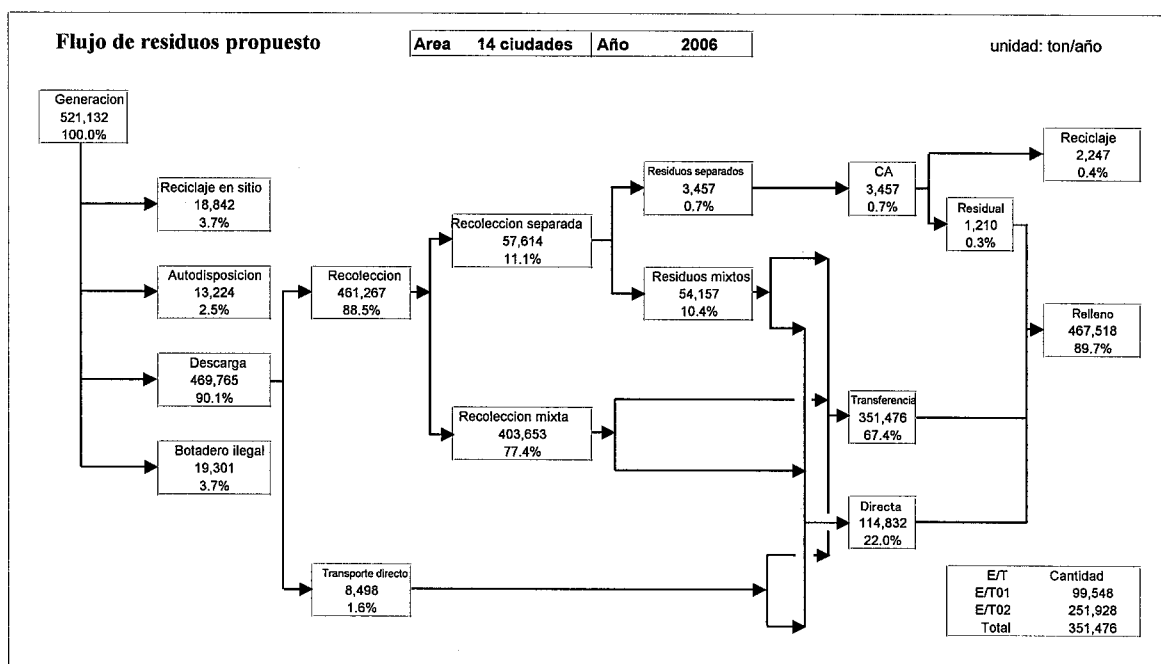 Flujo de residuos propuesto
Area 14 ciudades Año 2006
unidad: ton/año
Generacion
521,132
100.0%
Reciclaje en sitio
18,842
3.7%
Autodisposicion
13,224
2.5%
Descarga
469,765
90.1%
Botadero ilegal
19,301
3.7%
Recoleccion
461,267
88.5%
Transporte directo
8,498
1.6%
Recoleccion separada
57,614
11.1%
Recoleccion mixta
403,653
77.4%
Residuos separados
3,457
0.7%
Residuos mixtos
54,157
10.4%
CA
3,457
0.7%
Reciclaje
2,247
0.4%
Residual
1,210
0.3%
Relleno
467,518
89.7%
Transferencia
351,476
67.4%
Directa
114,832
22.0%
E/T Cantidad
E/T01 99,548
E/T02 251,928
Total 351,476